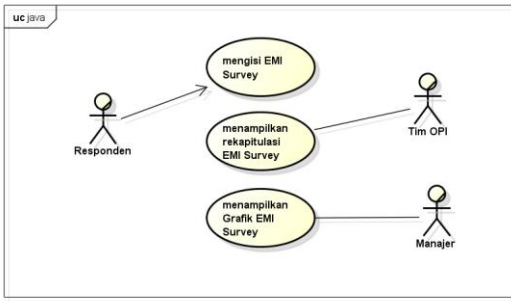 uc java
mengisi EMI
Survey
Responden
menampilkan
rekapitulasi
EMI Survey
Tim OPI
menampilkan
Grafik EMI
Survey
Manajer